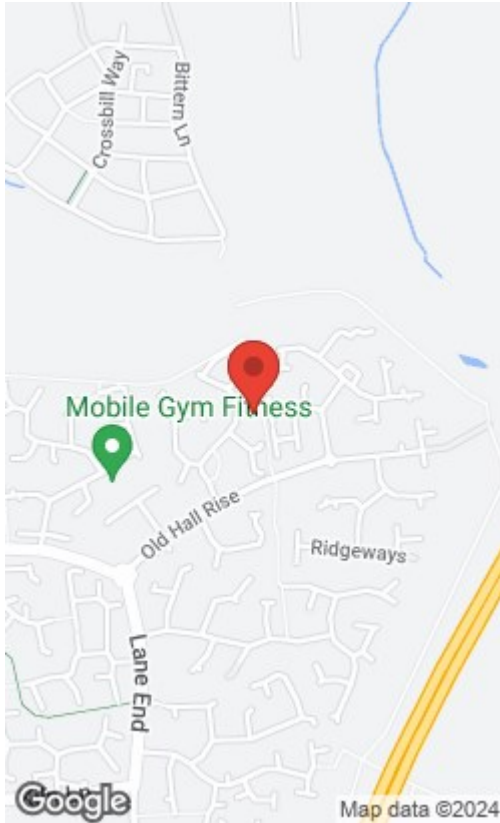 Crossbill Way
Bittern Ln
Mobile Gym Fitness
Old Hall Rise
Ridgeways
Lane End
Google
Map data ©2024